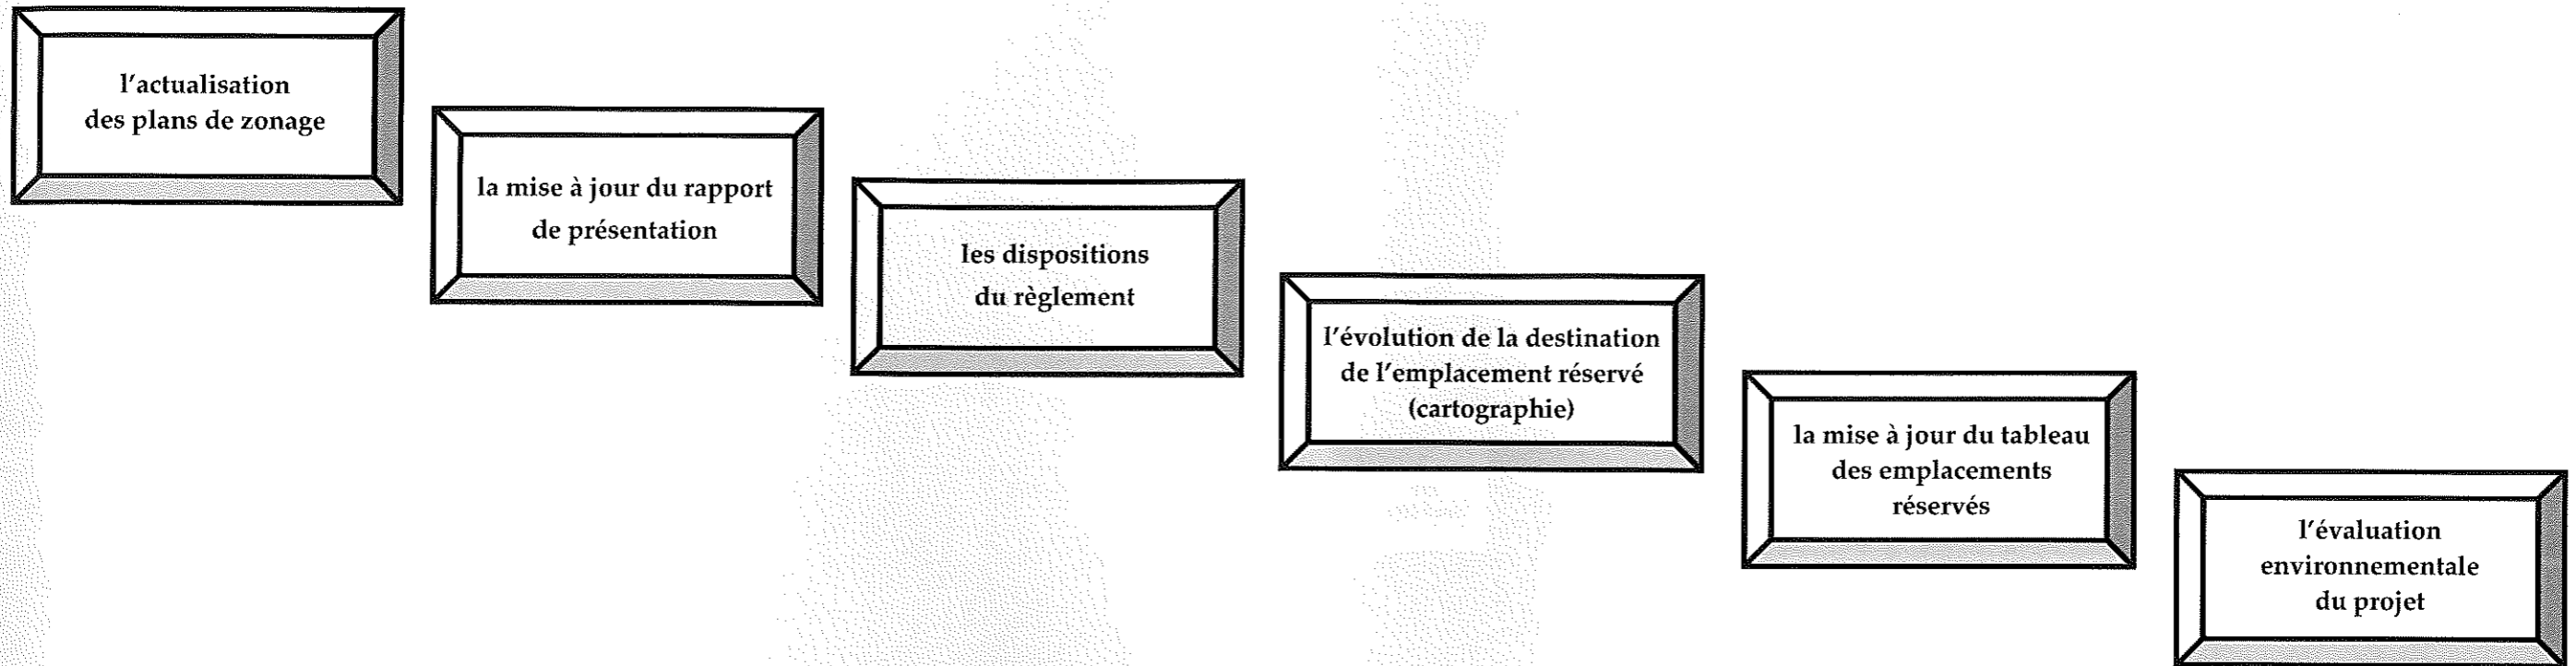 l'actualisation
des plans de zonage
la mise à jour du rapport
de présentation
les dispositions
du règlement
l'évolution de la destination
de l'emplacement réservé
(cartographie)
la mise à jour du tableau
des emplacements
réservés
l'évaluation
environnementale
du projet